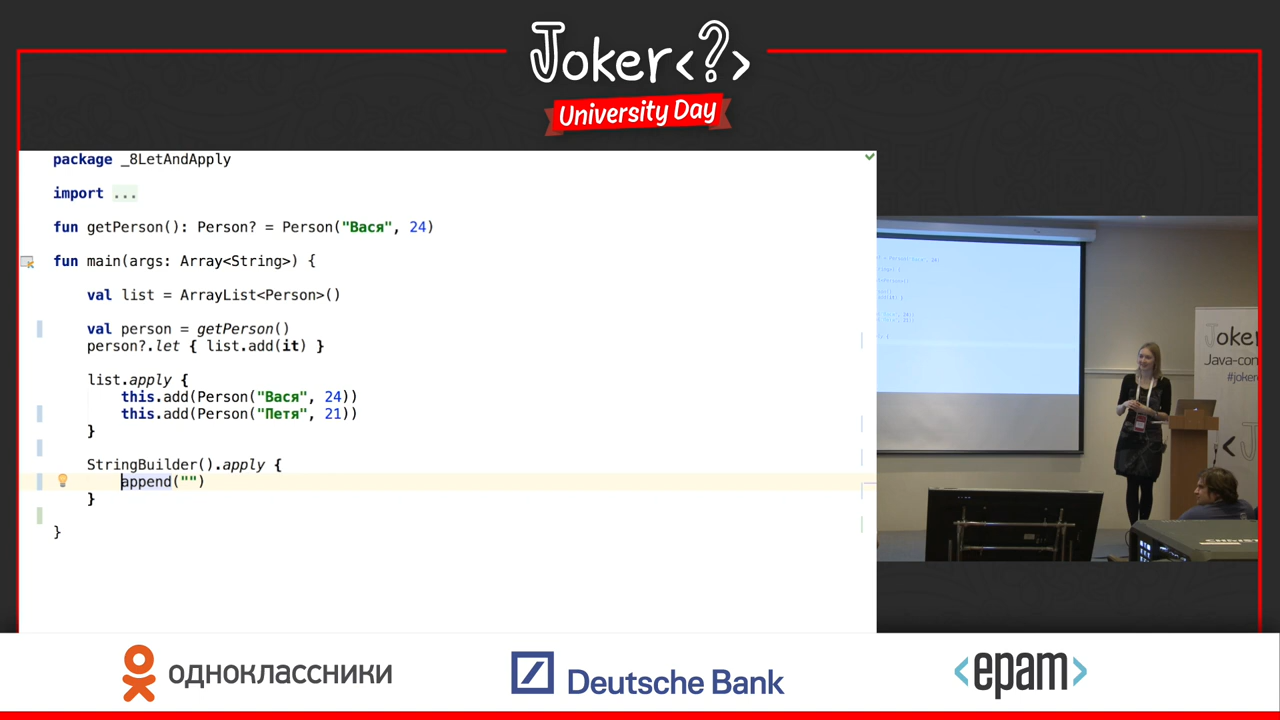 Joker<?>
University Day
package _8LetAndApply
import ...
fun getPerson(): Person? = Person("Вася", 24)
fun main(args: Array<String>) {
val list = ArrayList<Person>()
val person = getPerson()
person?.let { list.add(it) }
list.apply {
this.add(Person("Вася", 24))
this.add(Person("Петя", 21))
}
StringBuilder().apply {
append("")
}
}
Joke
Java-con
#joker
одноклассники
Deutsche Bank
<epam>